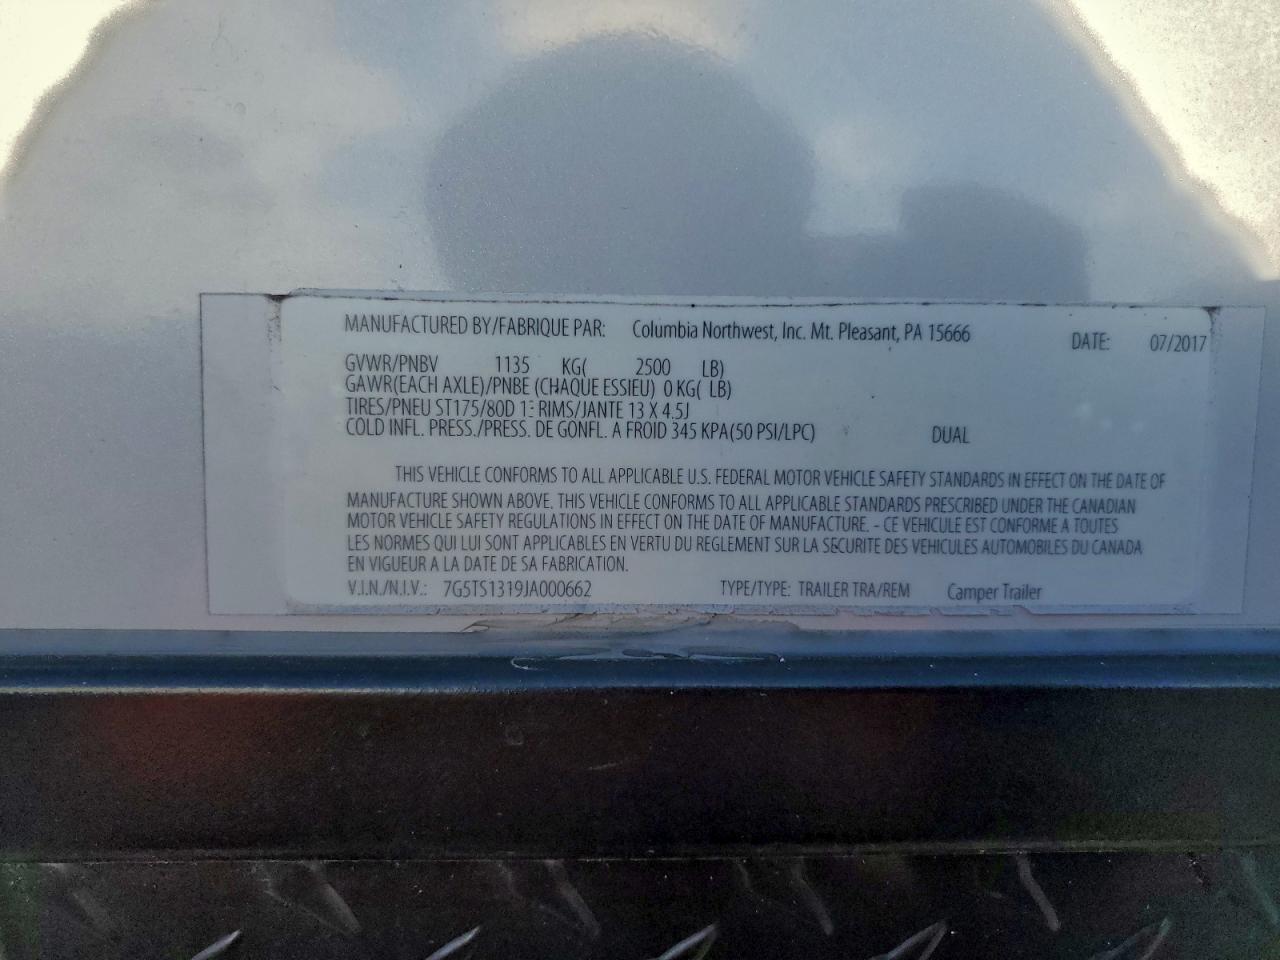 MANUFACTURED BY/FABRIQUE PAR: Columbia Northwest, Inc. Mt. Pleasant, PA 15666 DATE: 07/2017
GVWR/PNBV 1135 KG( 2500 LB)
GAWR(EACH AXLE)/PNBE (CHAQUE ESSIEU) 0 KG( LB)
TIRES/PNEU ST175/80D RIMS/JANTE 13 X 4.5J
COLD INFL. PRESS./PRESS. DE GONFL. A FROID 345 KPA(50 PSI/LPC) DUAL
THIS VEHICLE CONFORMS TO ALL APPLICABLE U.S. FEDERAL MOTOR VEHICLE SAFETY STANDARDS IN EFFECT ON THE DATE OF
MANUFACTURE SHOWN ABOVE. THIS VEHICLE CONFORMS TO ALL APPLICABLE STANDARDS PRESCRIBED UNDER THE CANADIAN
MOTOR VEHICLE SAFETY REGULATIONS IN EFFECT ON THE DATE OF MANUFACTURE. - CE VEHICULE EST CONFORME A TOUTES
LES NORMES QUI LUI SONT APPLICABLES EN VERTU DU REGLEMENT SUR LA SECURITE DES VEHICULES AUTOMOBILES DU CANADA
EN VIGUEUR A LA DATE DE SA FABRICATION.
V.I.N./N.I.V.: 7G5TS1319JA000662 TYPE/TYPE: TRAILER TRA/REM Camper Trailer